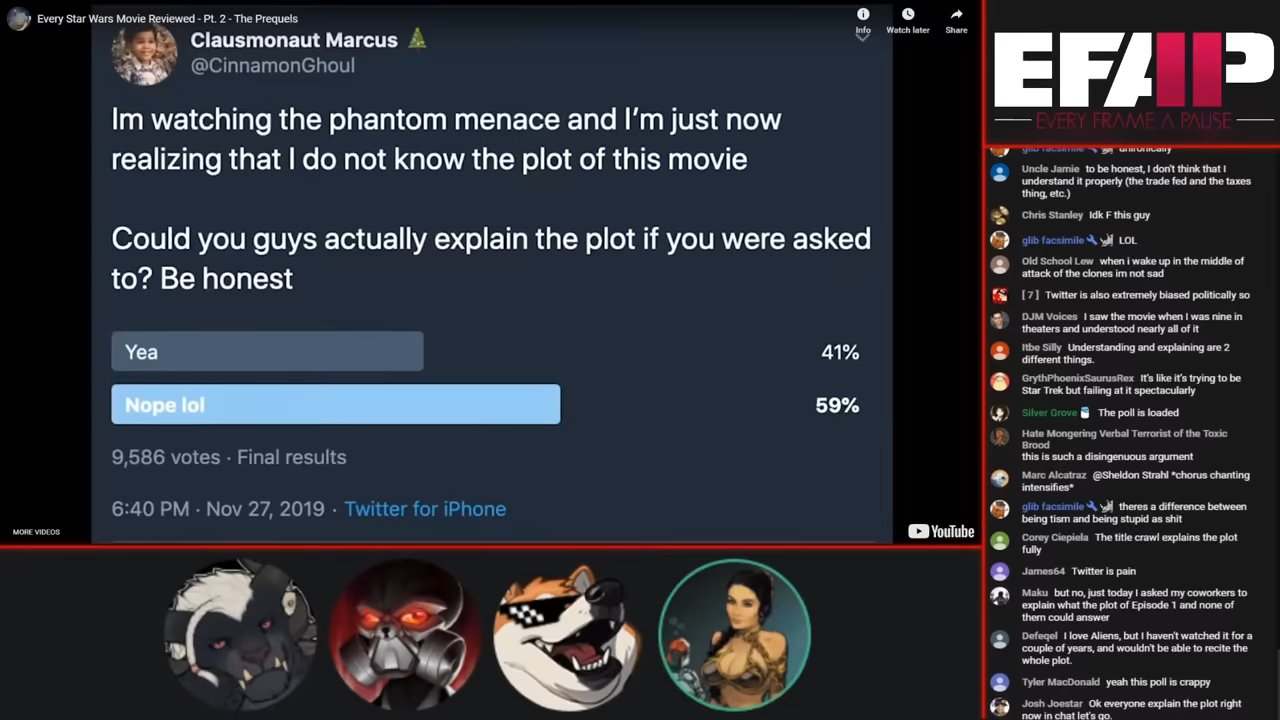 Every Star Wars Movie Reviewed - Pt. 2 - The Prequels
Info
Watch later
Share
Clausmonaut Marcus
@CinnamonGhoul
Im watching the phantom menace and I'm just now
realizing that I do not know the plot of this movie
Could you guys actually explain the plot if you were asked
to? Be honest
Yea
41%
Nope lol
59%
9,586 votes · Final results
6:40 PM · Nov 27, 2019 · Twitter for iPhone
MORE VIDEOS
YouTube
EFAP
EVERY FRAME A PAUSE
glib facsimile unironically
Uncle Jamie to be honest, I don't think that I
understand it properly (the trade fed and the taxes
thing, etc.)
Chris Stanley Idk F this guy
glib facsimile LOL
Old School Lew when i wake up in the middle of
attack of the clones im not sad
[ 7 ] Twitter is also extremely biased politically so
DJM Voices I saw the movie when I was nine in
theaters and understood nearly all of it
Itbe Silly Understanding and explaining are 2
different things.
GrythPhoenixSaurusRex It's like it's trying to be
Star Trek but failing at it spectacularly
Silver Grove The poll is loaded
Hate Mongering Verbal Terrorist of the Toxic
Brood
this is such a disingenuous argument
Marc Alcatraz @Sheldon Strahl *chorus chanting
intensifies*
glib facsimile theres a difference between
being tism and being stupid as shit
Corey Ciepiela The title crawl explains the plot
fully
James64 Twitter is pain
Maku but no, just today I asked my coworkers to
explain what the plot of Episode 1 and none of
them could answer
Defeqel I love Aliens, but I haven't watched it for a
couple of years, and wouldn't be able to recite the
whole plot.
Tyler MacDonald yeah this poll is crappy
Josh Joestar Ok everyone explain the plot right
now in chat let's go.